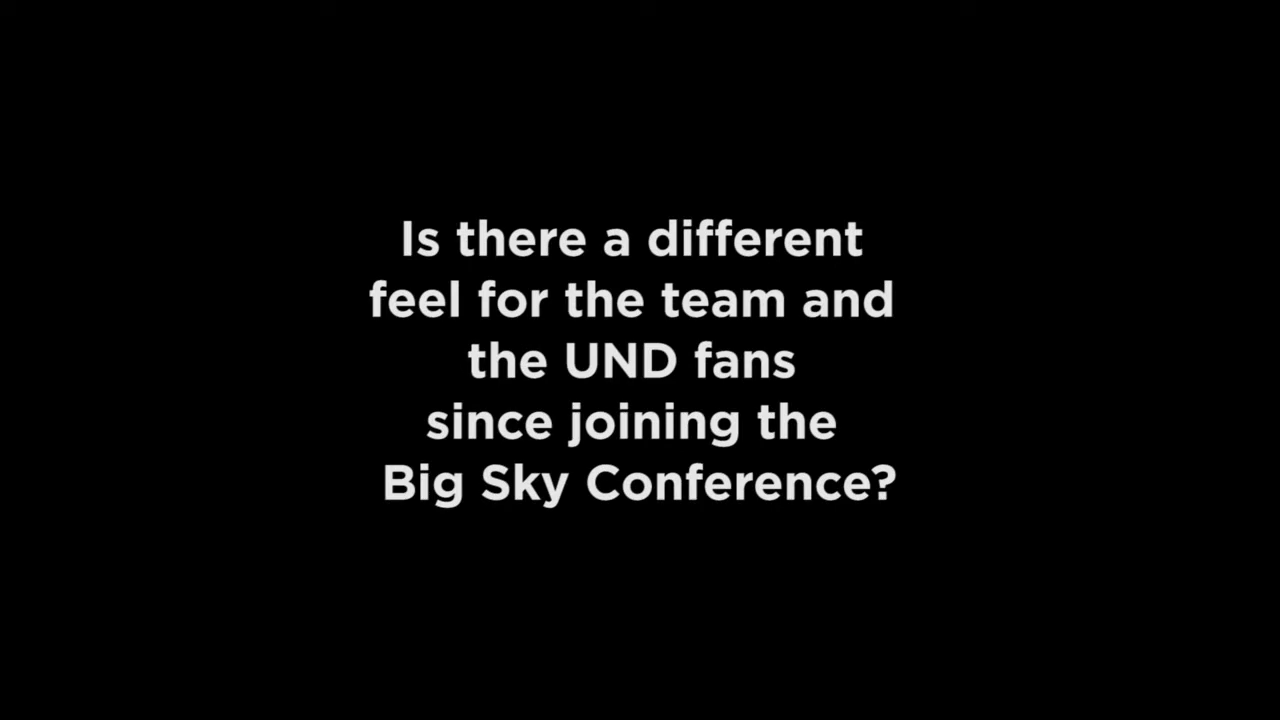 Is there a different
feel for the team and
the UND fans
since joining the
Big Sky Conference?